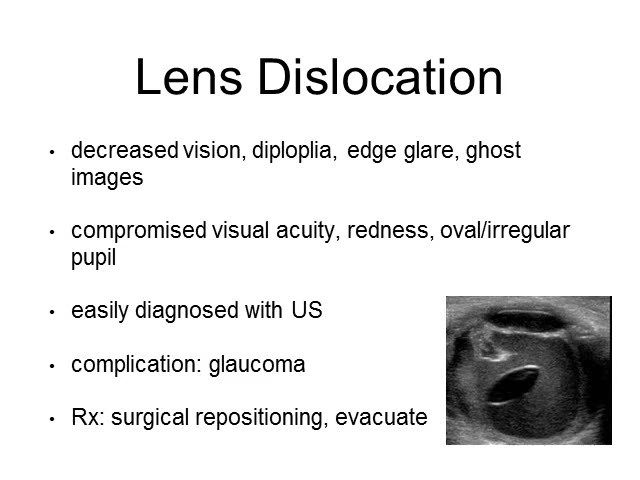 Lens Dislocation
• decreased vision, diploplia, edge glare, ghost
images
• compromised visual acuity, redness, oval/irregular
pupil
• easily diagnosed with US
• complication: glaucoma
• Rx: surgical repositioning, evacuate